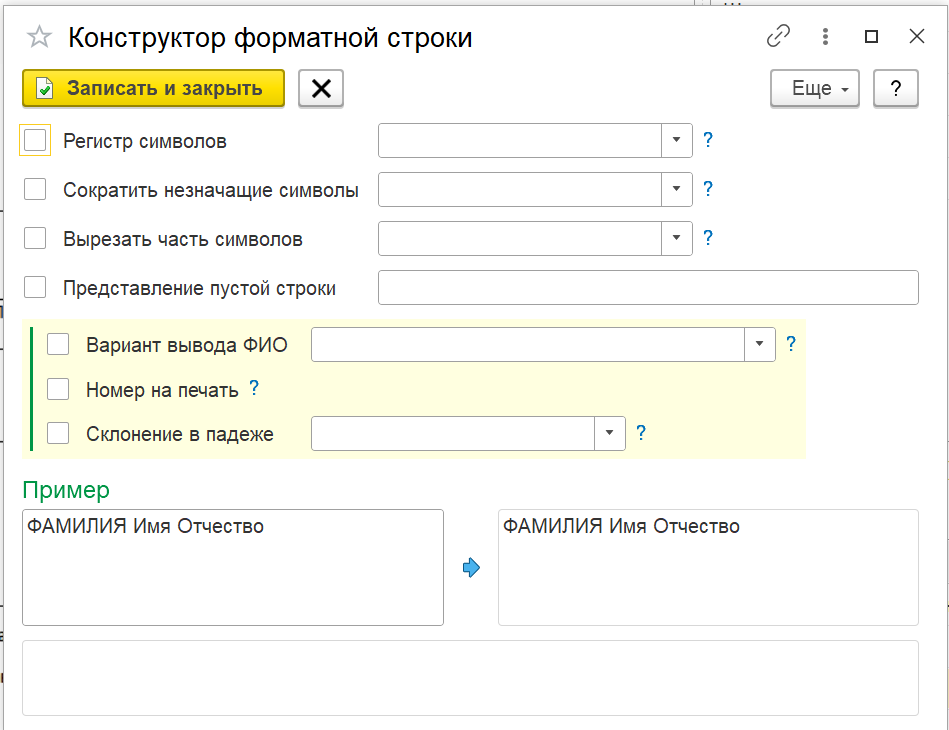 Конструктор форматной строки
Записать и закрыть
Еще
?
Регистр символов
?
Сократить незначащие символы
?
Вырезать часть символов
?
Представление пустой строки
Вариант вывода ФИО
?
Номер на печать ?
Склонение в падеже
?
Пример
ФАМИЛИЯ Имя Отчество
ФАМИЛИЯ Имя Отчество